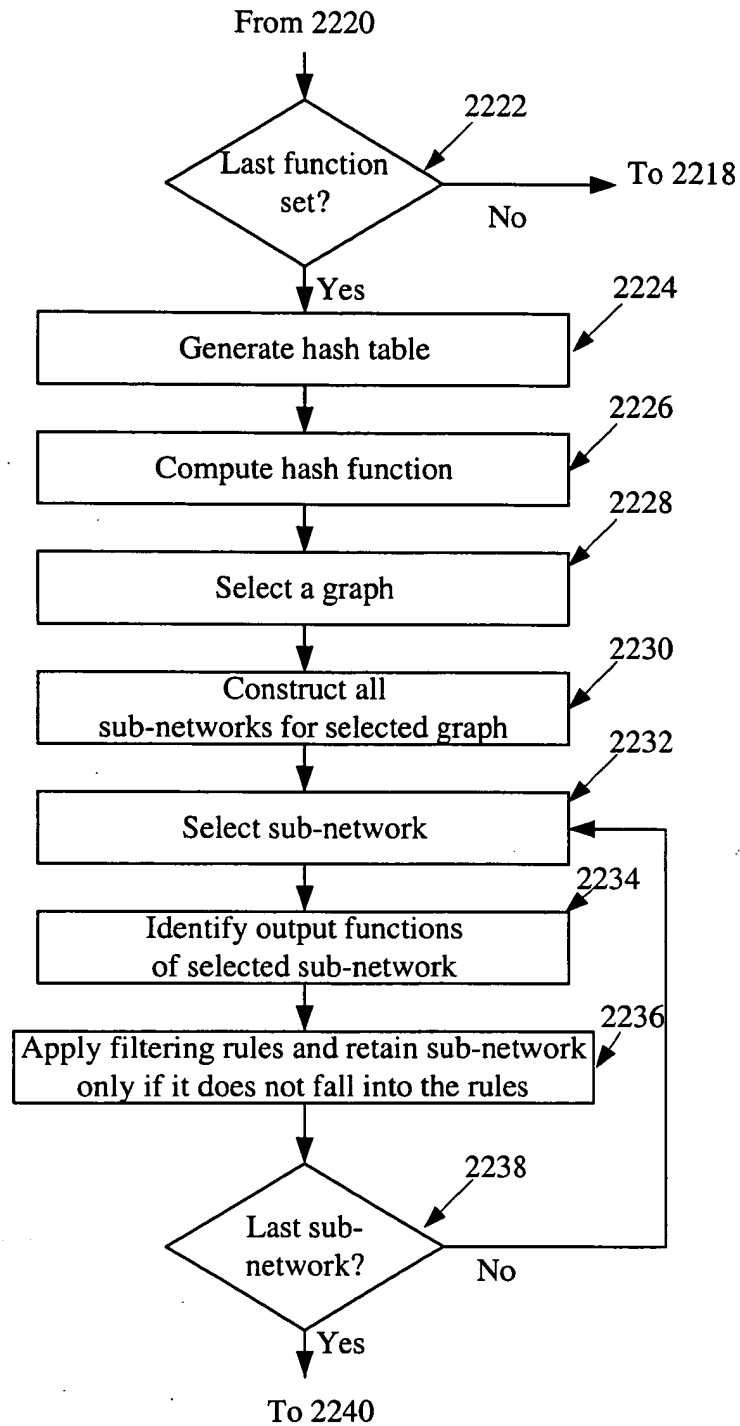 From 2220
2222
Last function
set?
To 2218
No
Yes
2224
Generate hash table
2226
Compute hash function
2228
Select a graph
2230
Construct all
sub-networks for selected graph
2232
Select sub-network
2234
Identify output functions
of selected sub-network
2236
Apply filtering rules and retain sub-network
only if it does not fall into the rules
2238
Last sub-
network?
No
Yes
To 2240